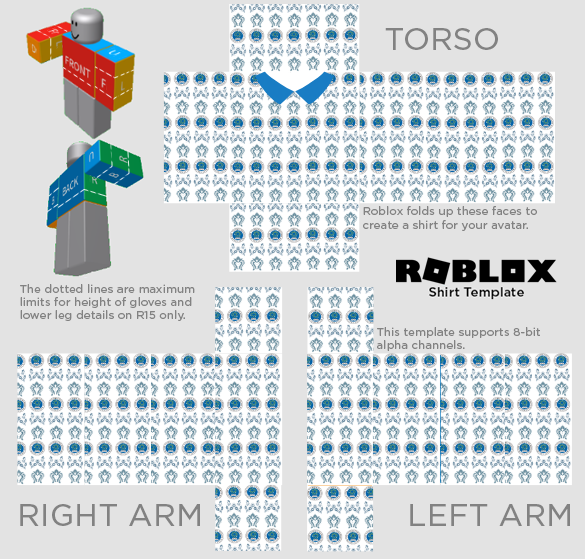 TORSO
FRONT
F
L
R
D
U
BACK
U
R
B
R
Roblox folds up these faces to
create a shirt for your avatar.
ROBLOX
Shirt Template
The dotted lines are maximum
limits for height of gloves and
lower leg details on R15 only.
This template supports 8-bit
alpha channels.
RIGHT ARM
LEFT ARM